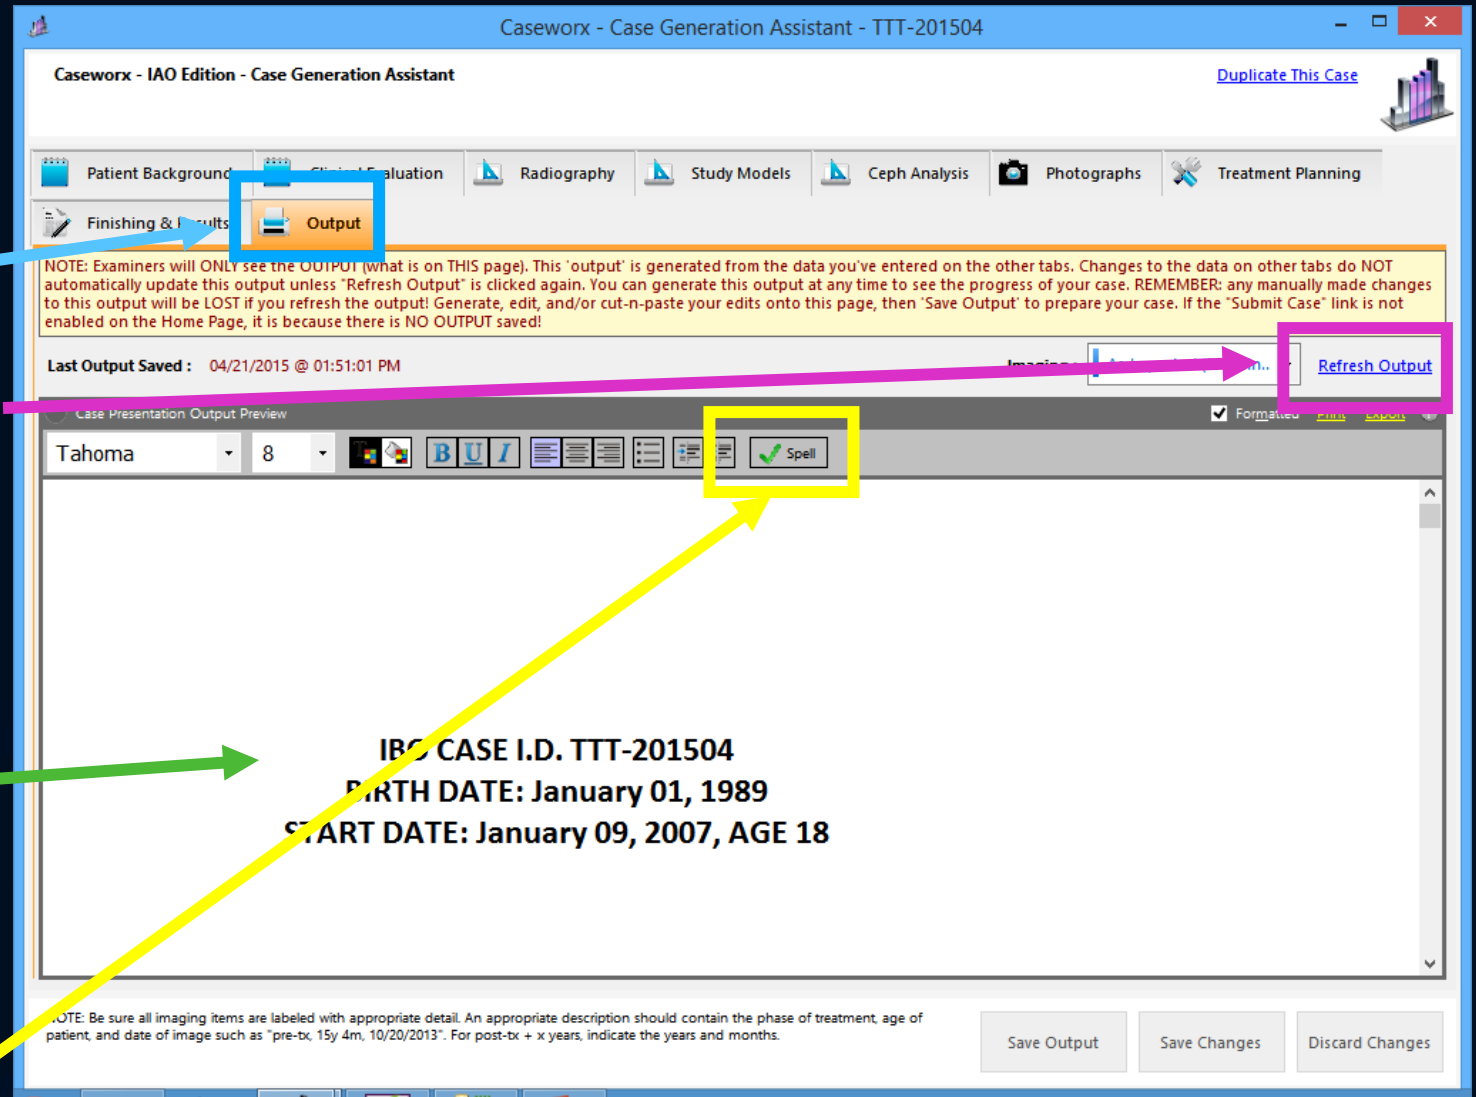 Caseworx - Case Generation Assistant - TTT-201504
Caseworx - IAO Edition - Case Generation Assistant
Duplicate This Case
Patient Background
Clinical Evaluation
Radiography
Study Models
Ceph Analysis
Photographs
Treatment Planning
Finishing & Results
Output
NOTE: Examiners will ONLY see the OUTPUT (what is on THIS page). This 'output' is generated from the data you've entered on the other tabs. Changes to the data on other tabs do NOT
automatically update this output unless "Refresh Output" is clicked again. You can generate this output at any time to see the progress of your case. REMEMBER: any manually made changes
to this output will be LOST if you refresh the output! Generate, edit, and/or cut-n-paste your edits onto this page, then 'Save Output' to prepare your case. If the "Submit Case" link is not
enabled on the Home Page, it is because there is NO OUTPUT saved!
Last Output Saved : 04/21/2015 @ 01:51:01 PM
Imaging :
Refresh Output
Case Presentation Output Preview
Formatted Print Export
Tahoma 8 B U I Spell
IBO CASE I.D. TTT-201504
BIRTH DATE: January 01, 1989
START DATE: January 09, 2007, AGE 18
NOTE: Be sure all imaging items are labeled with appropriate detail. An appropriate description should contain the phase of treatment, age of
patient, and date of image such as "pre-tx, 15y 4m, 10/20/2013". For post-tx + x years, indicate the years and months.
Save Output
Save Changes
Discard Changes